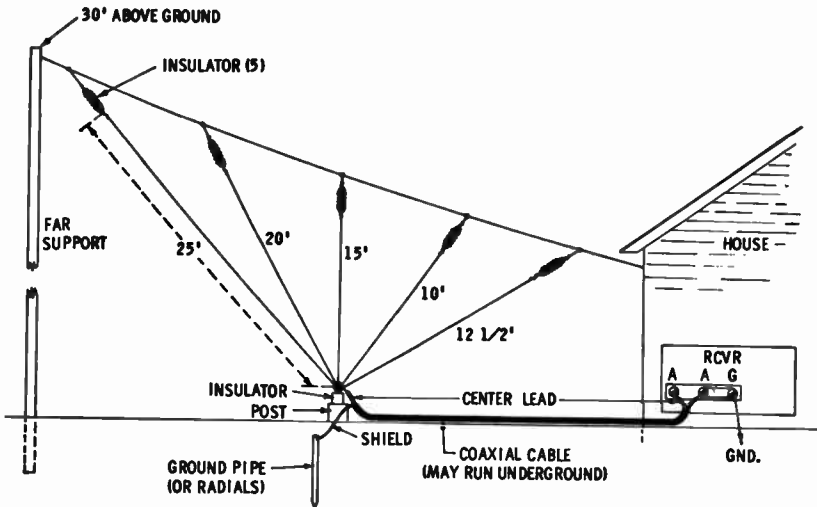 30' ABOVE GROUND
INSULATOR (5)
FAR
SUPPORT
25'
20'
15'
10'
12 1/2'
HOUSE
RCVR
A A G
INSULATOR
POST
CENTER LEAD
SHIELD
GROUND PIPE
(OR RADIALS)
COAXIAL CABLE
(MAY RUN UNDERGROUND)
GND.